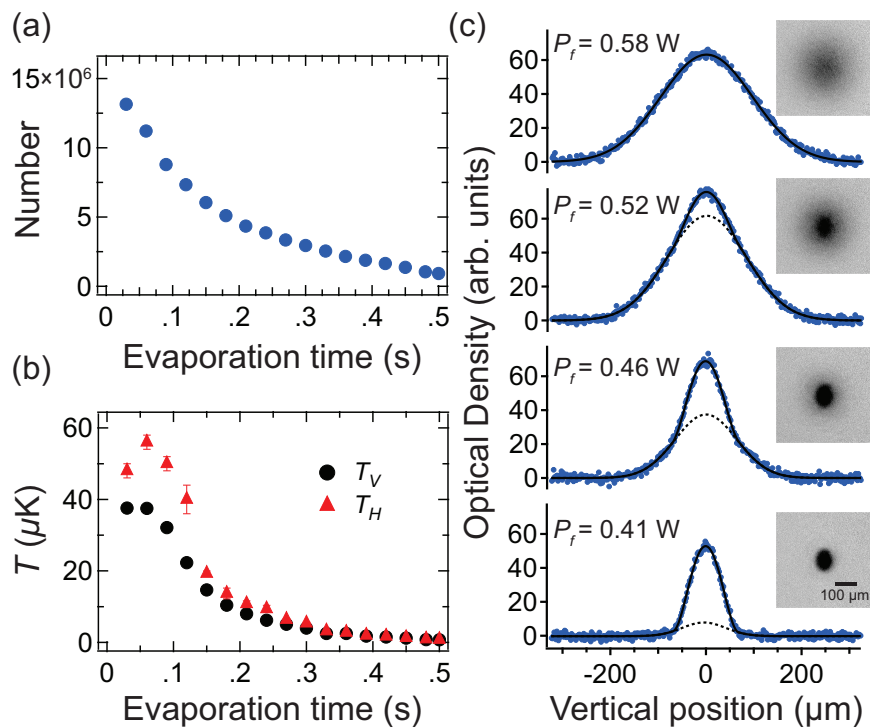 (a)
15×10⁶
10
5
0
Number
0
.1
.2
.3
.4
.5
Evaporation time (s)
(b)
60
40
20
0
T (μK)
T_V
T_H
0
.1
.2
.3
.4
.5
Evaporation time (s)
(c)
Optical Density (arb. units)
P_f = 0.58 W
60
40
20
0
P_f = 0.52 W
60
40
20
0
P_f = 0.46 W
60
40
20
0
P_f = 0.41 W
60
40
20
0
100 μm
-200
0
200
Vertical position (μm)